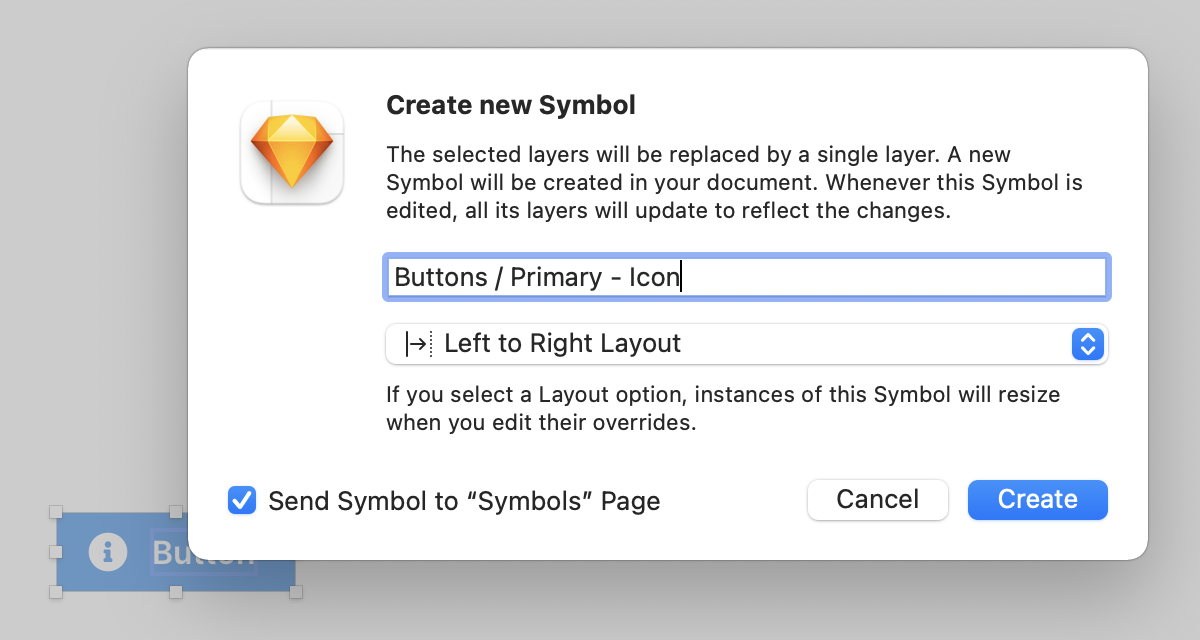 Create new Symbol
The selected layers will be replaced by a single layer. A new
Symbol will be created in your document. Whenever this Symbol is
edited, all its layers will update to reflect the changes.
Buttons / Primary - Icon
Left to Right Layout
If you select a Layout option, instances of this Symbol will resize
when you edit their overrides.
Send Symbol to “Symbols” Page
Cancel
Create
Button